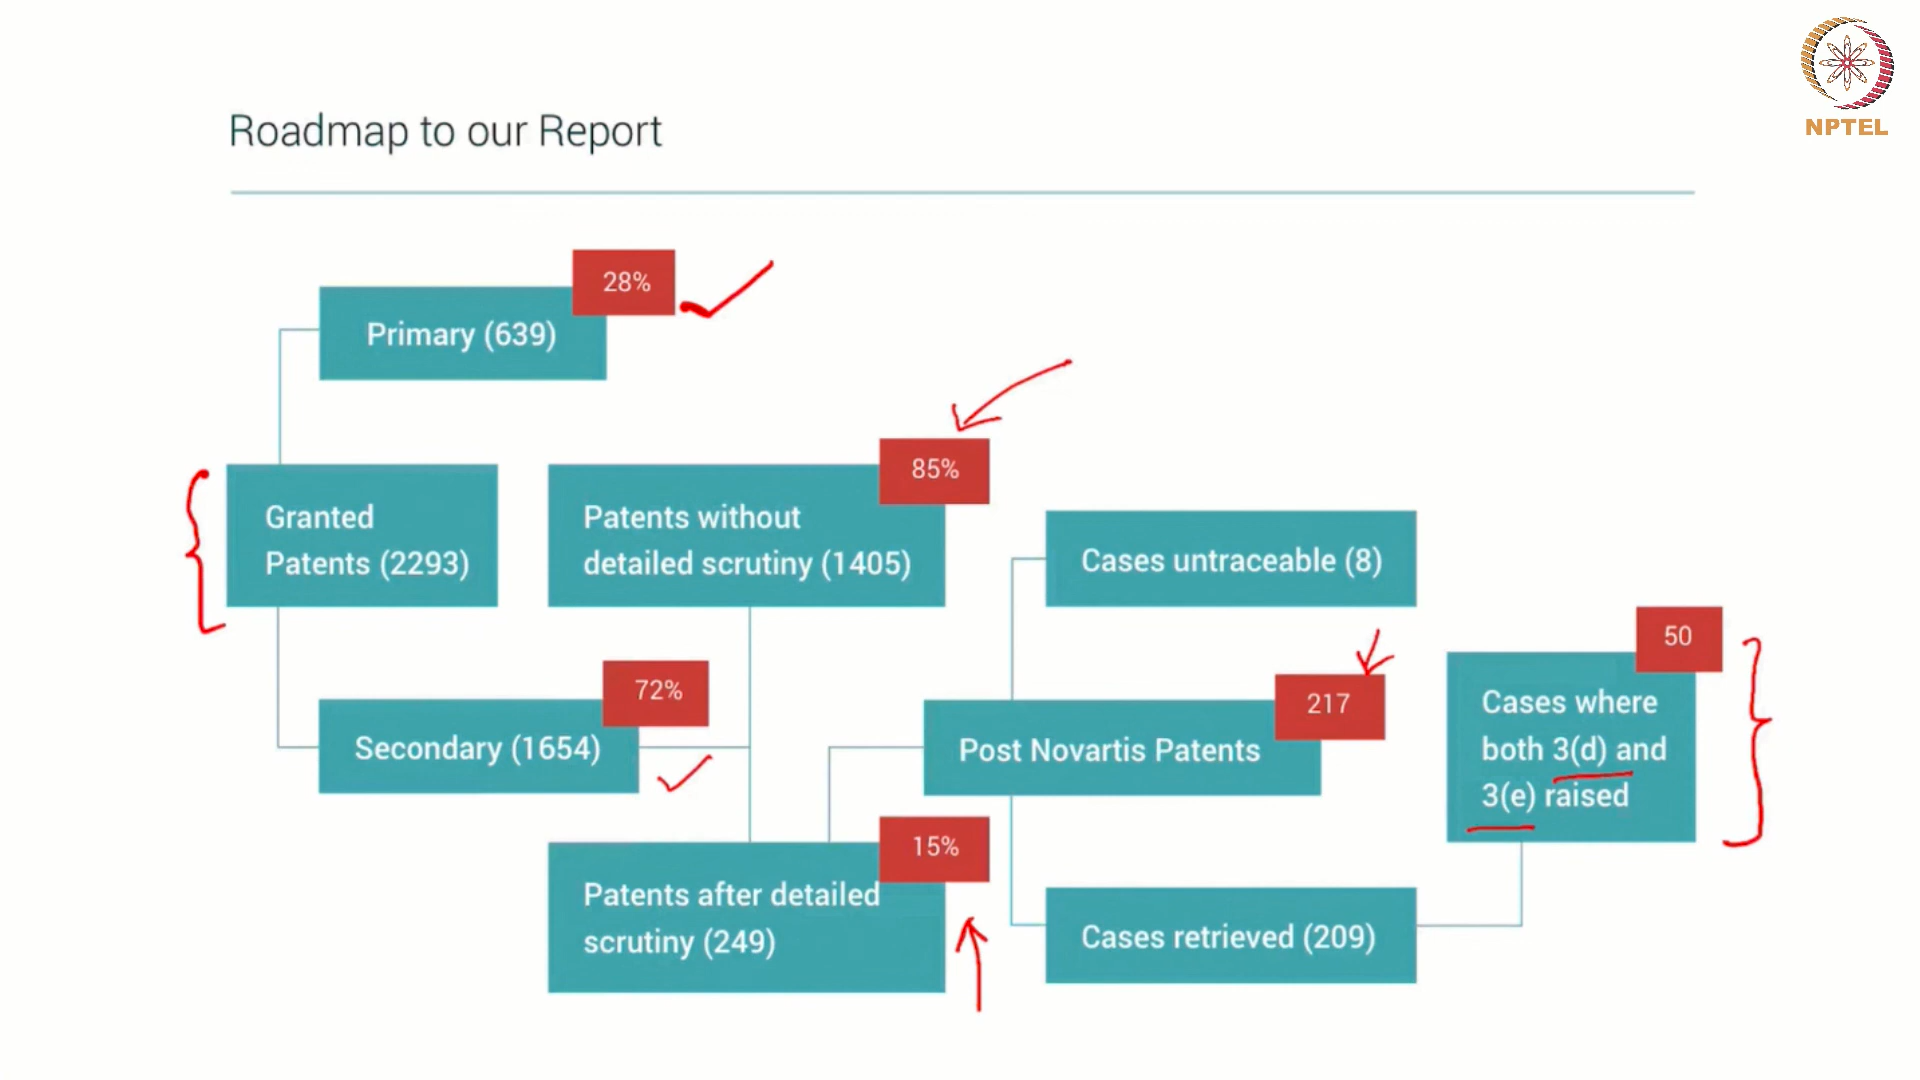 NPTEL
Roadmap to our Report
28%
Primary (639)
85%
Granted
Patents (2293)
Patents without
detailed scrutiny (1405)
Cases untraceable (8)
72%
Secondary (1654)
217
Post Novartis Patents
50
Cases where
both 3(d) and
3(e) raised
15%
Patents after detailed
scrutiny (249)
Cases retrieved (209)